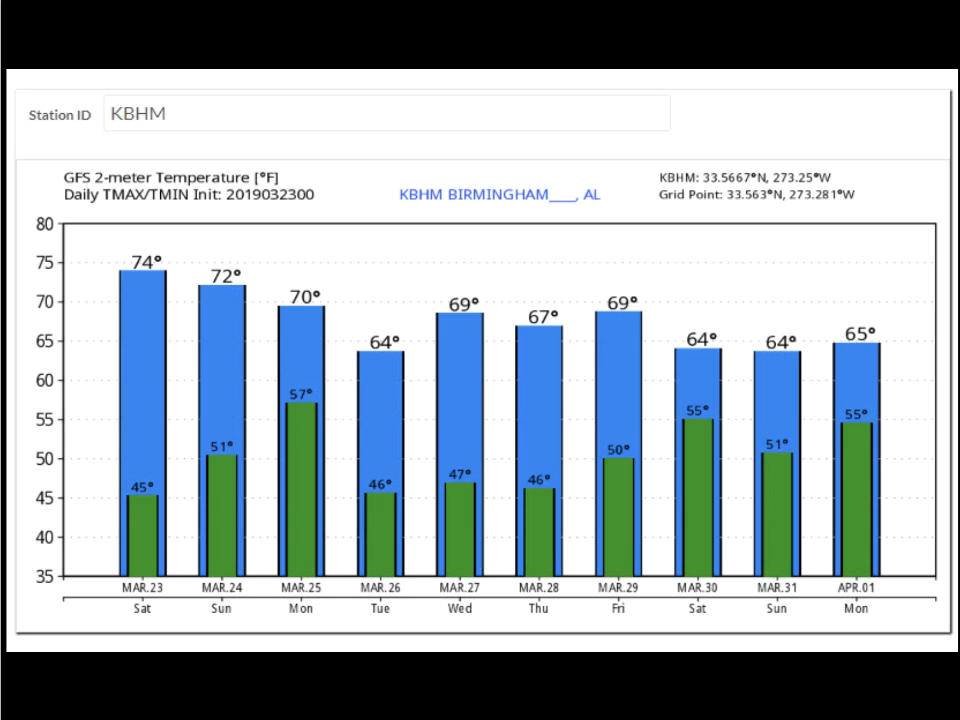 Station ID KBHM
GFS 2-meter Temperature [°F]
Daily TMAX/TMIN Init: 2019032300
KBHM BIRMINGHAM___, AL
KBHM: 33.5667°N, 273.25°W
Grid Point: 33.563°N, 273.281°W
80
75
70
65
60
55
50
45
40
35
74° 72° 70° 64° 69° 67° 69° 64° 64° 65°
45° 51° 57° 46° 47° 46° 50° 55° 51° 55°
MAR.23 MAR.24 MAR.25 MAR.26 MAR.27 MAR.28 MAR.29 MAR.30 MAR.31 APR.01
Sat Sun Mon Tue Wed Thu Fri Sat Sun Mon